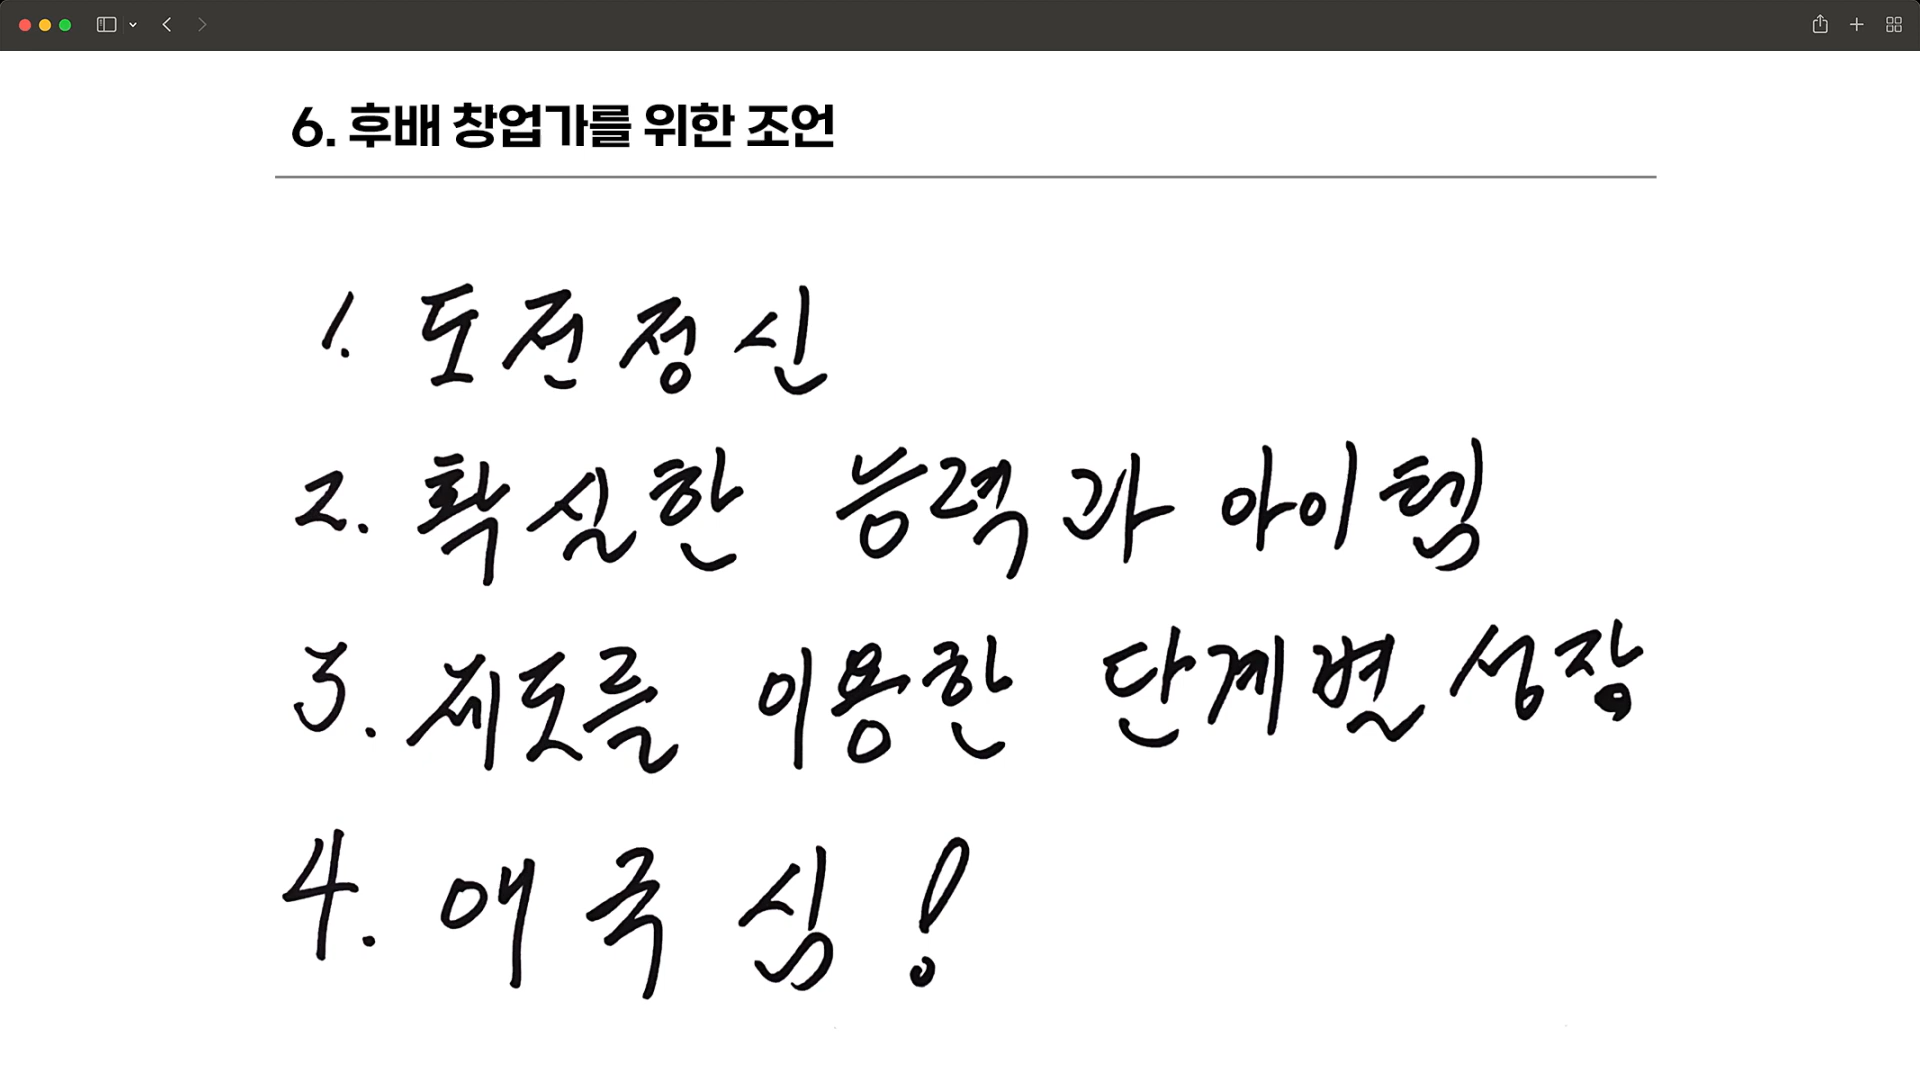 6. 후배 창업가를 위한 조언
1. 도전정신
2. 확실한 능력과 아이템
3. 제도를 이용한 단계별 성장
4. 애국심!